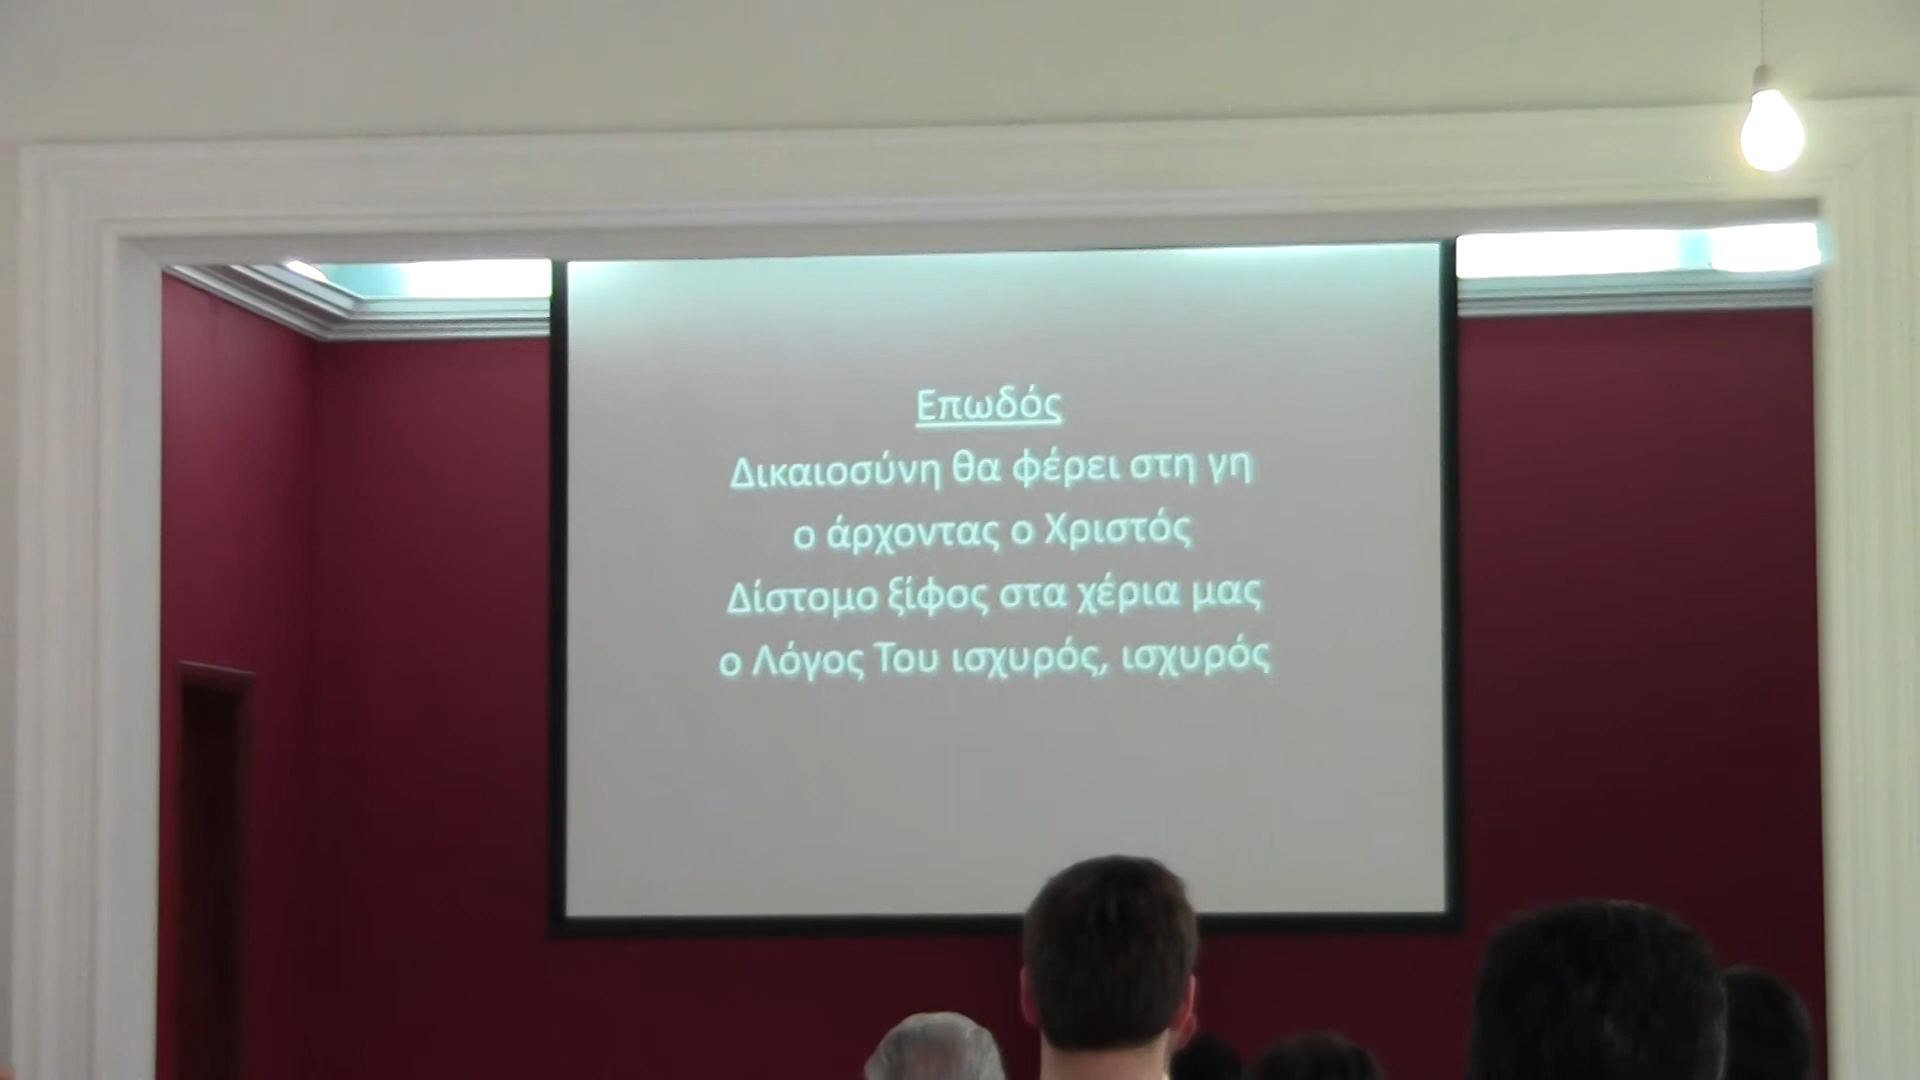 Επωδός
Δικαιοσύνη θα φέρει στη γη
ο άρχοντας ο Χριστός
Δίστομο ξίφος στα χέρια μας
ο Λόγος Του ισχυρός, ισχυρός